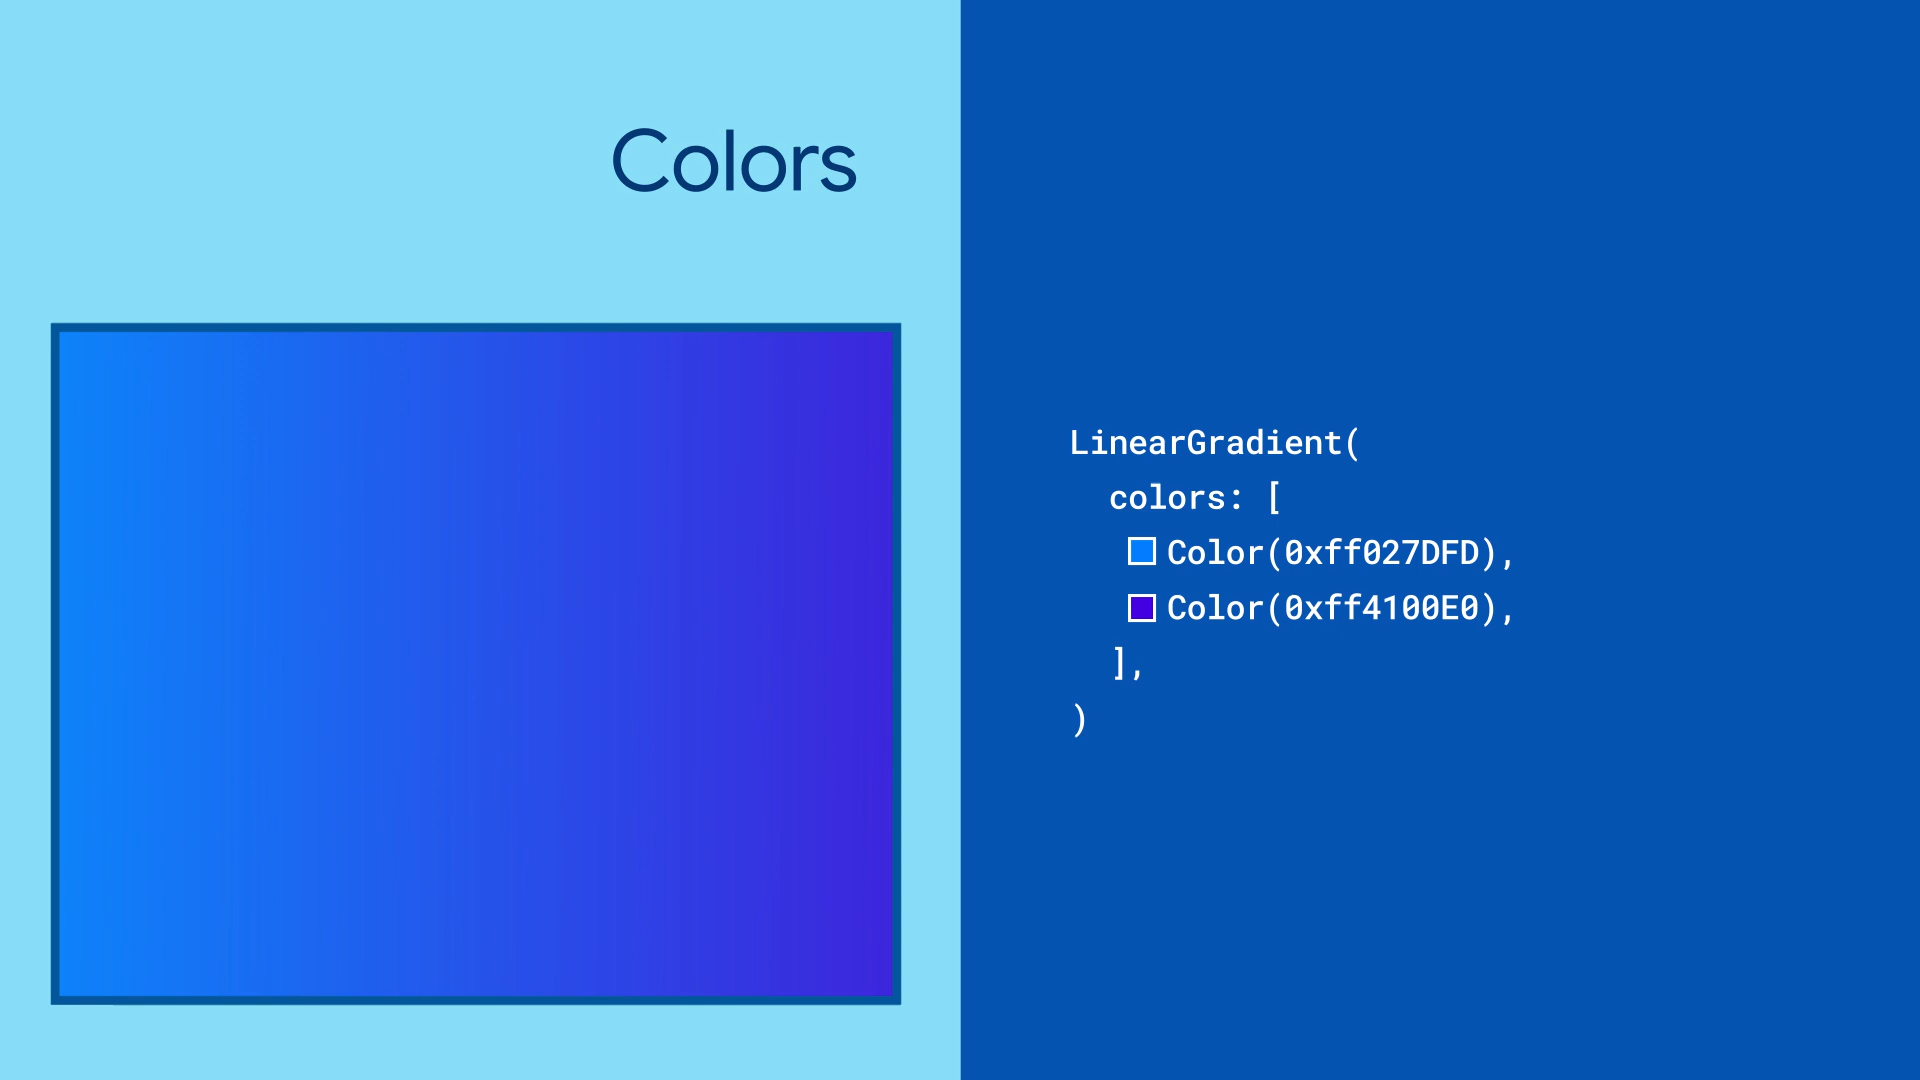 Colors
LinearGradient(
colors: [
Color(0xff027DFD),
Color(0xff4100E0),
],
)